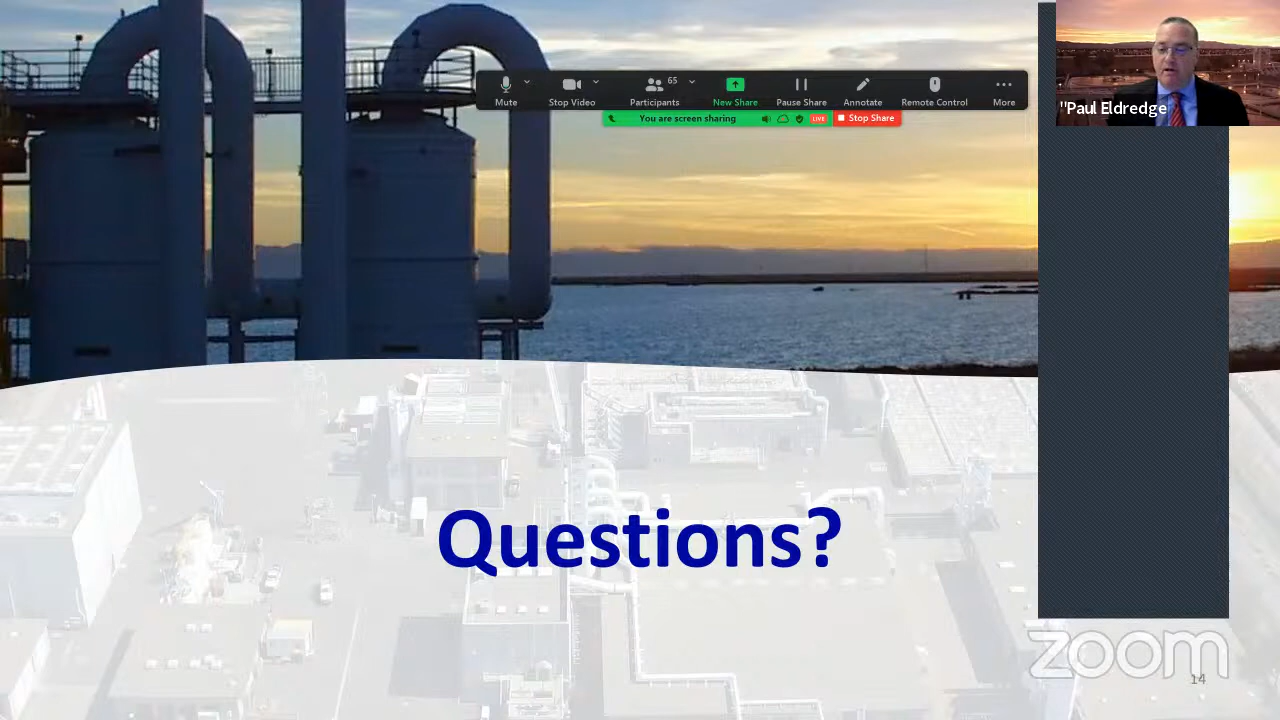 65
Mute
Stop Video
Participants
New Share
Pause Share
Annotate
Remote Control
More
You are screen sharing
LIVE
Stop Share
"Paul Eldredge
Questions?
zoom
14